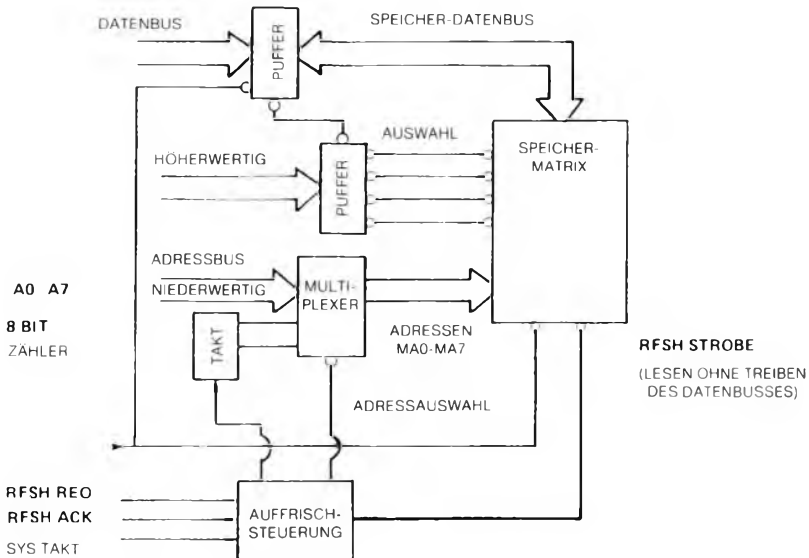 DATENBUS
SPEICHER-DATENBUS
PUFFER
AUSWAHL
SPEICHER-
MATRIX
HÖHERWERTIG
PUFFER
ADRESSBUS
NIEDERWERTIG
MULTI-
PLEXER
A0 A7
8 BIT
ZÄHLER
TAKT
ADRESSEN
MA0-MA7
RFSH STROBE
(LESEN OHNE TREIBEN
DES DATENBUSSES)
ADRESSAUSWAHL
RFSH REO
RFSH ACK
SYS TAKT
AUFFRISCH-
STEUERUNG